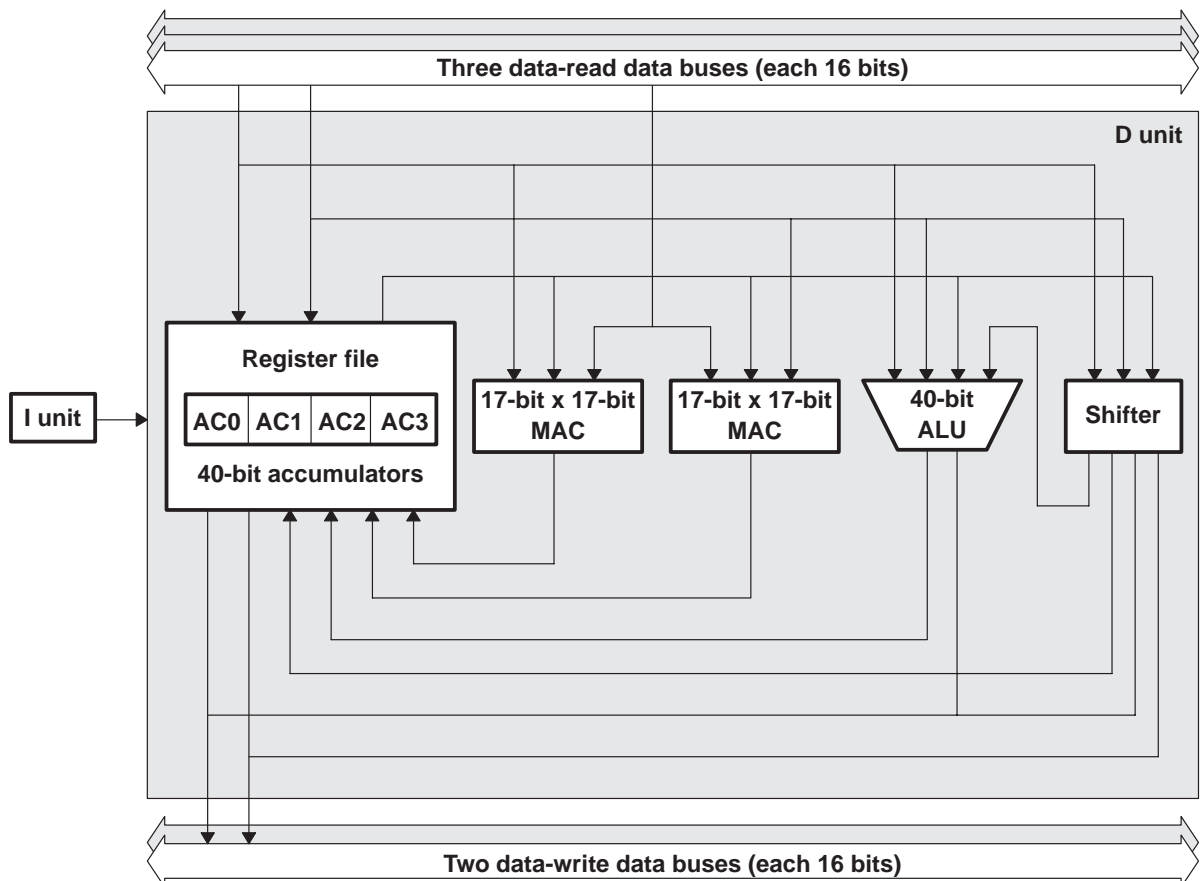 Three data-read data buses (each 16 bits)
D unit
Register file
I unit
AC0 AC1 AC2 AC3
40-bit accumulators
17-bit x 17-bit
MAC
17-bit x 17-bit
MAC
40-bit
ALU
Shifter
Two data-write data buses (each 16 bits)